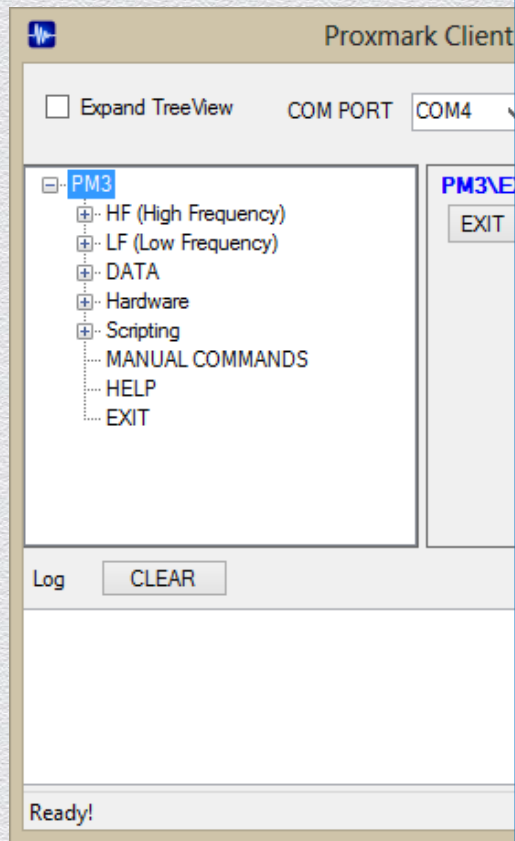 Proxmark Client
Expand TreeView COM PORT COM4
PM3
HF (High Frequency)
LF (Low Frequency)
DATA
Hardware
Scripting
MANUAL COMMANDS
HELP
EXIT
PM3\E
EXIT
Log CLEAR
Ready!